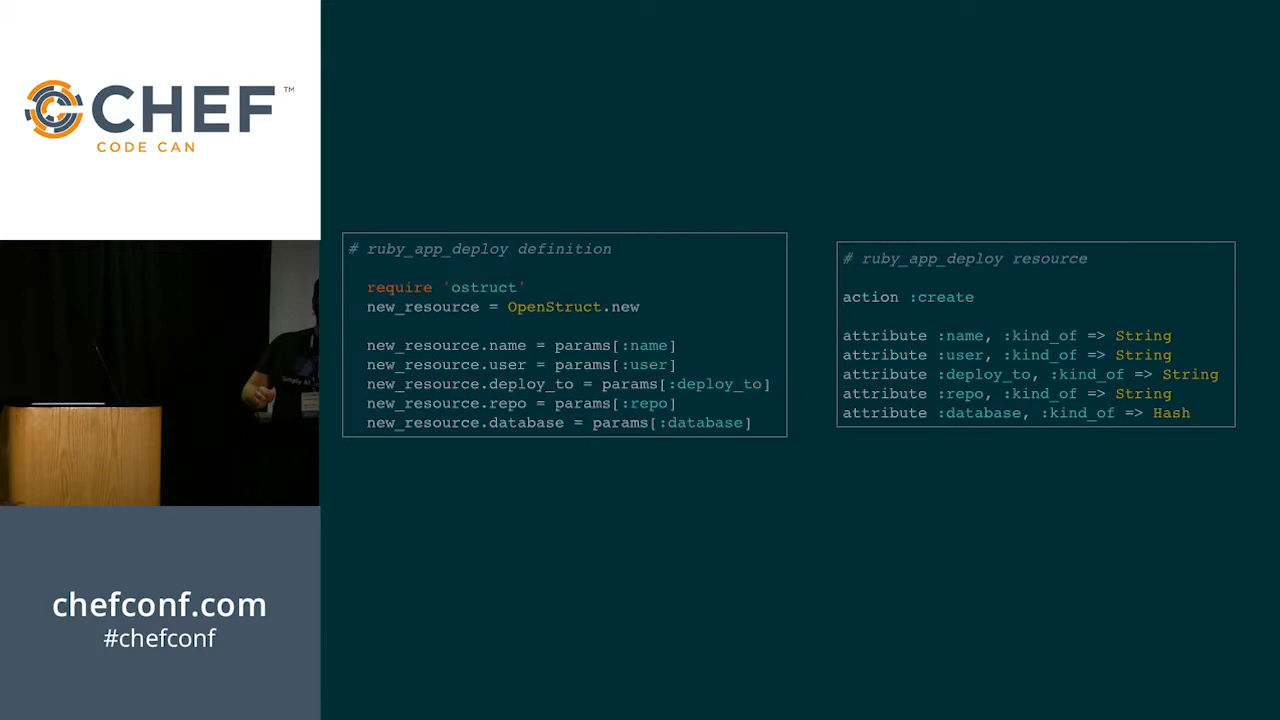 CHEF™
CODE CAN
# ruby_app_deploy definition
require 'ostruct'
new_resource = OpenStruct.new
new_resource.name = params[:name]
new_resource.user = params[:user]
new_resource.deploy_to = params[:deploy_to]
new_resource.repo = params[:repo]
new_resource.database = params[:database]
# ruby_app_deploy resource
action :create
attribute :name, :kind_of => String
attribute :user, :kind_of => String
attribute :deploy_to, :kind_of => String
attribute :repo, :kind_of => String
attribute :database, :kind_of => Hash
Simply
chefconf.com
#chefconf